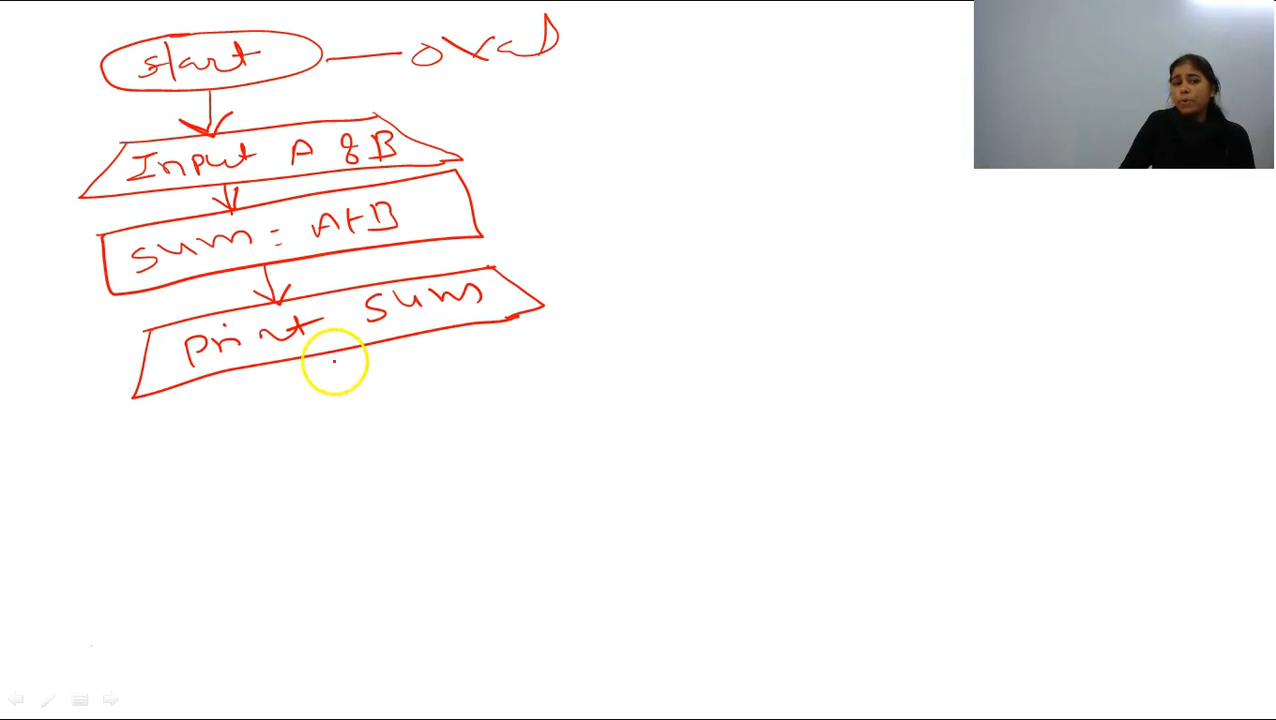 start — oval
Input A & B
sum = A+B
print sum